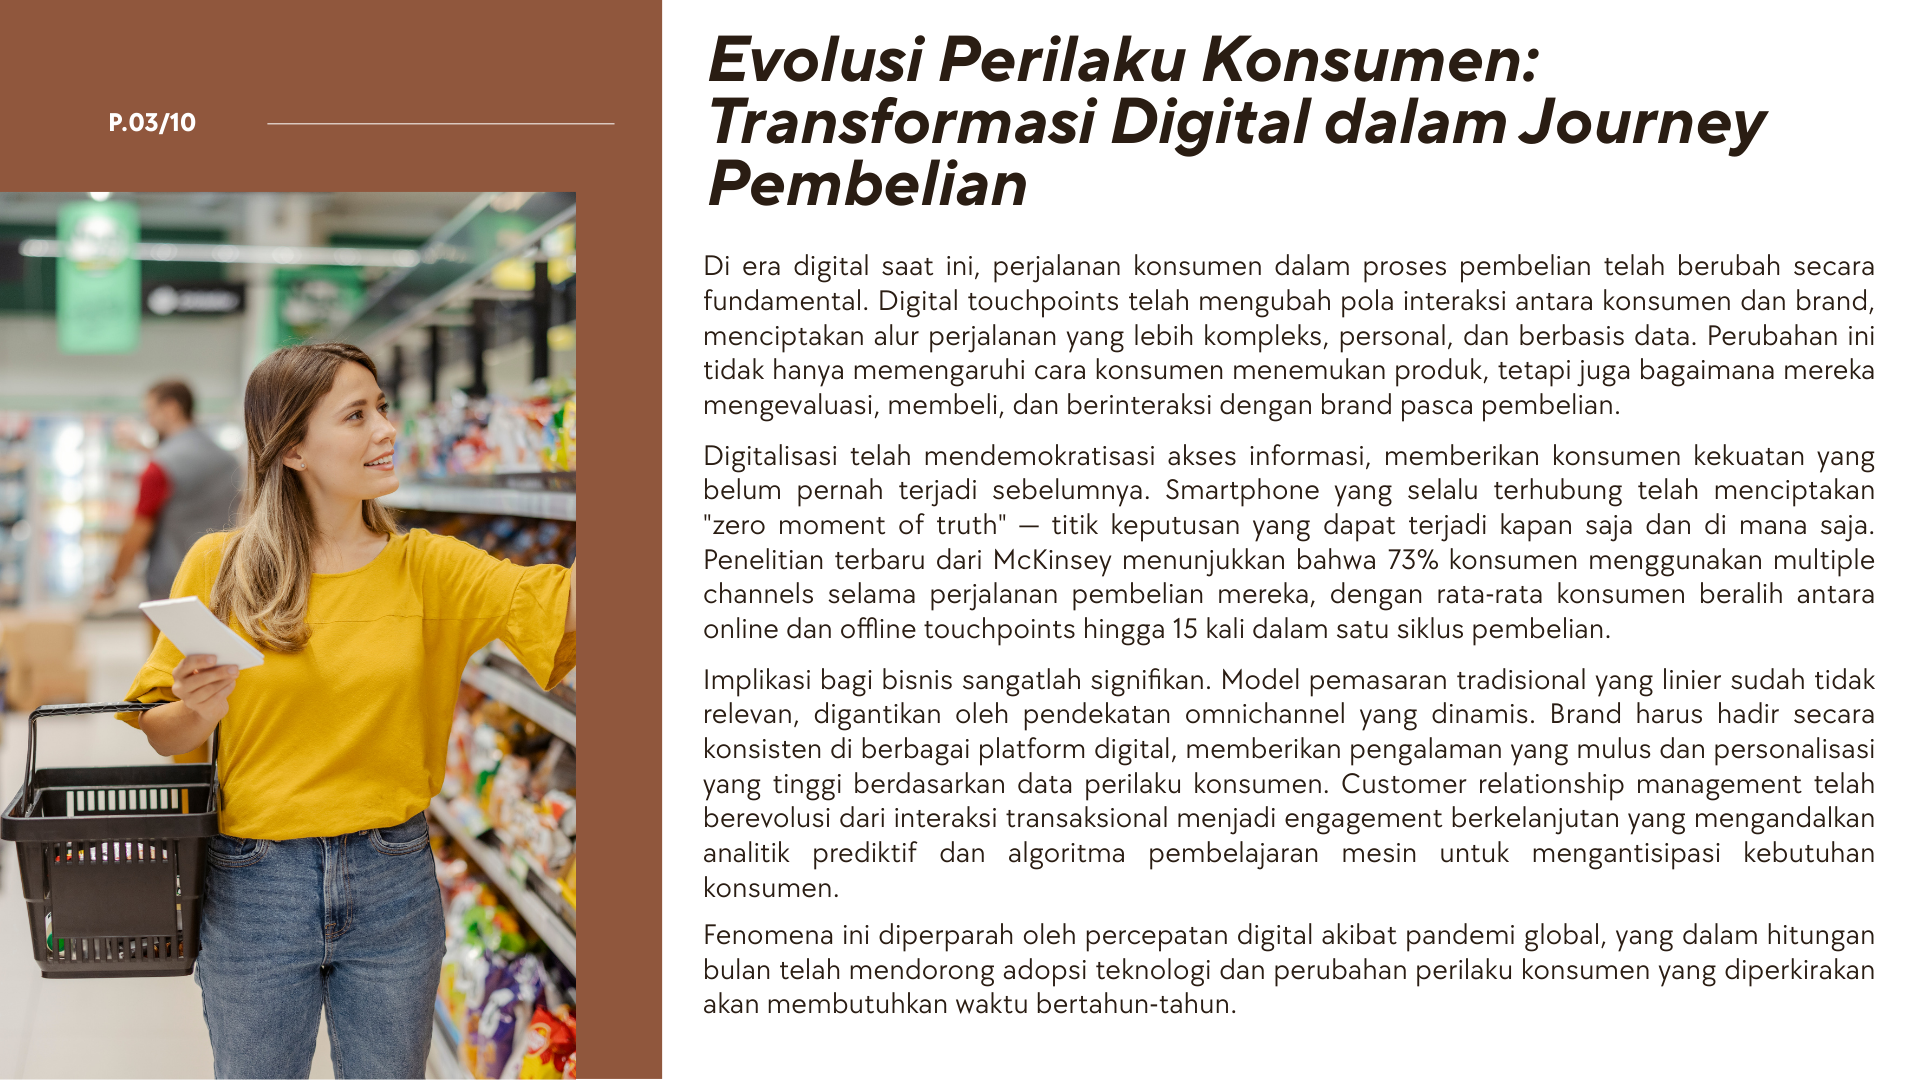 P.03/10
Evolusi Perilaku Konsumen:
Transformasi Digital dalam Journey
Pembelian
Di era digital saat ini, perjalanan konsumen dalam proses pembelian telah berubah secara
fundamental. Digital touchpoints telah mengubah pola interaksi antara konsumen dan brand,
menciptakan alur perjalanan yang lebih kompleks, personal, dan berbasis data. Perubahan ini
tidak hanya memengaruhi cara konsumen menemukan produk, tetapi juga bagaimana mereka
mengevaluasi, membeli, dan berinteraksi dengan brand pasca pembelian.
Digitalisasi telah mendemokratisasi akses informasi, memberikan konsumen kekuatan yang
belum pernah terjadi sebelumnya. Smartphone yang selalu terhubung telah menciptakan
"zero moment of truth" — titik keputusan yang dapat terjadi kapan saja dan di mana saja.
Penelitian terbaru dari McKinsey menunjukkan bahwa 73% konsumen menggunakan multiple
channels selama perjalanan pembelian mereka, dengan rata-rata konsumen beralih antara
online dan offline touchpoints hingga 15 kali dalam satu siklus pembelian.
Implikasi bagi bisnis sangatlah signifikan. Model pemasaran tradisional yang linier sudah tidak
relevan, digantikan oleh pendekatan omnichannel yang dinamis. Brand harus hadir secara
konsisten di berbagai platform digital, memberikan pengalaman yang mulus dan personalisasi
yang tinggi berdasarkan data perilaku konsumen. Customer relationship management telah
berevolusi dari interaksi transaksional menjadi engagement berkelanjutan yang mengandalkan
analitik prediktif dan algoritma pembelajaran mesin untuk mengantisipasi kebutuhan
konsumen.
Fenomena ini diperparah oleh percepatan digital akibat pandemi global, yang dalam hitungan
bulan telah mendorong adopsi teknologi dan perubahan perilaku konsumen yang diperkirakan
akan membutuhkan waktu bertahun-tahun.